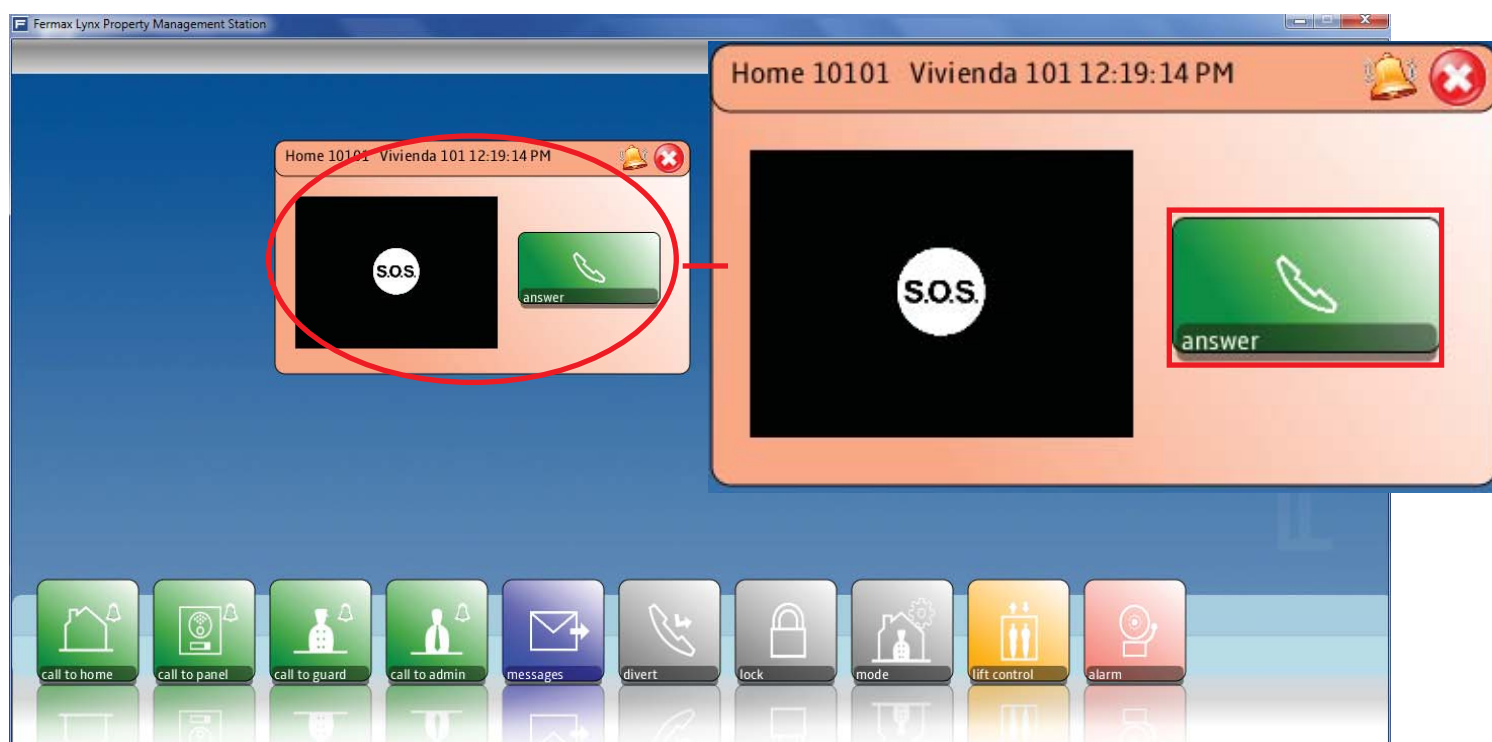 Fermax Lynx Property Management Station
Home 10101 Vivienda 101 12:19:14 PM
S.O.S.
answer
Home 10101 Vivienda 101 12:19:14 PM
S.O.S.
answer
call to home
call to panel
call to guard
call to admin
messages
divert
lock
mode
lift control
alarm